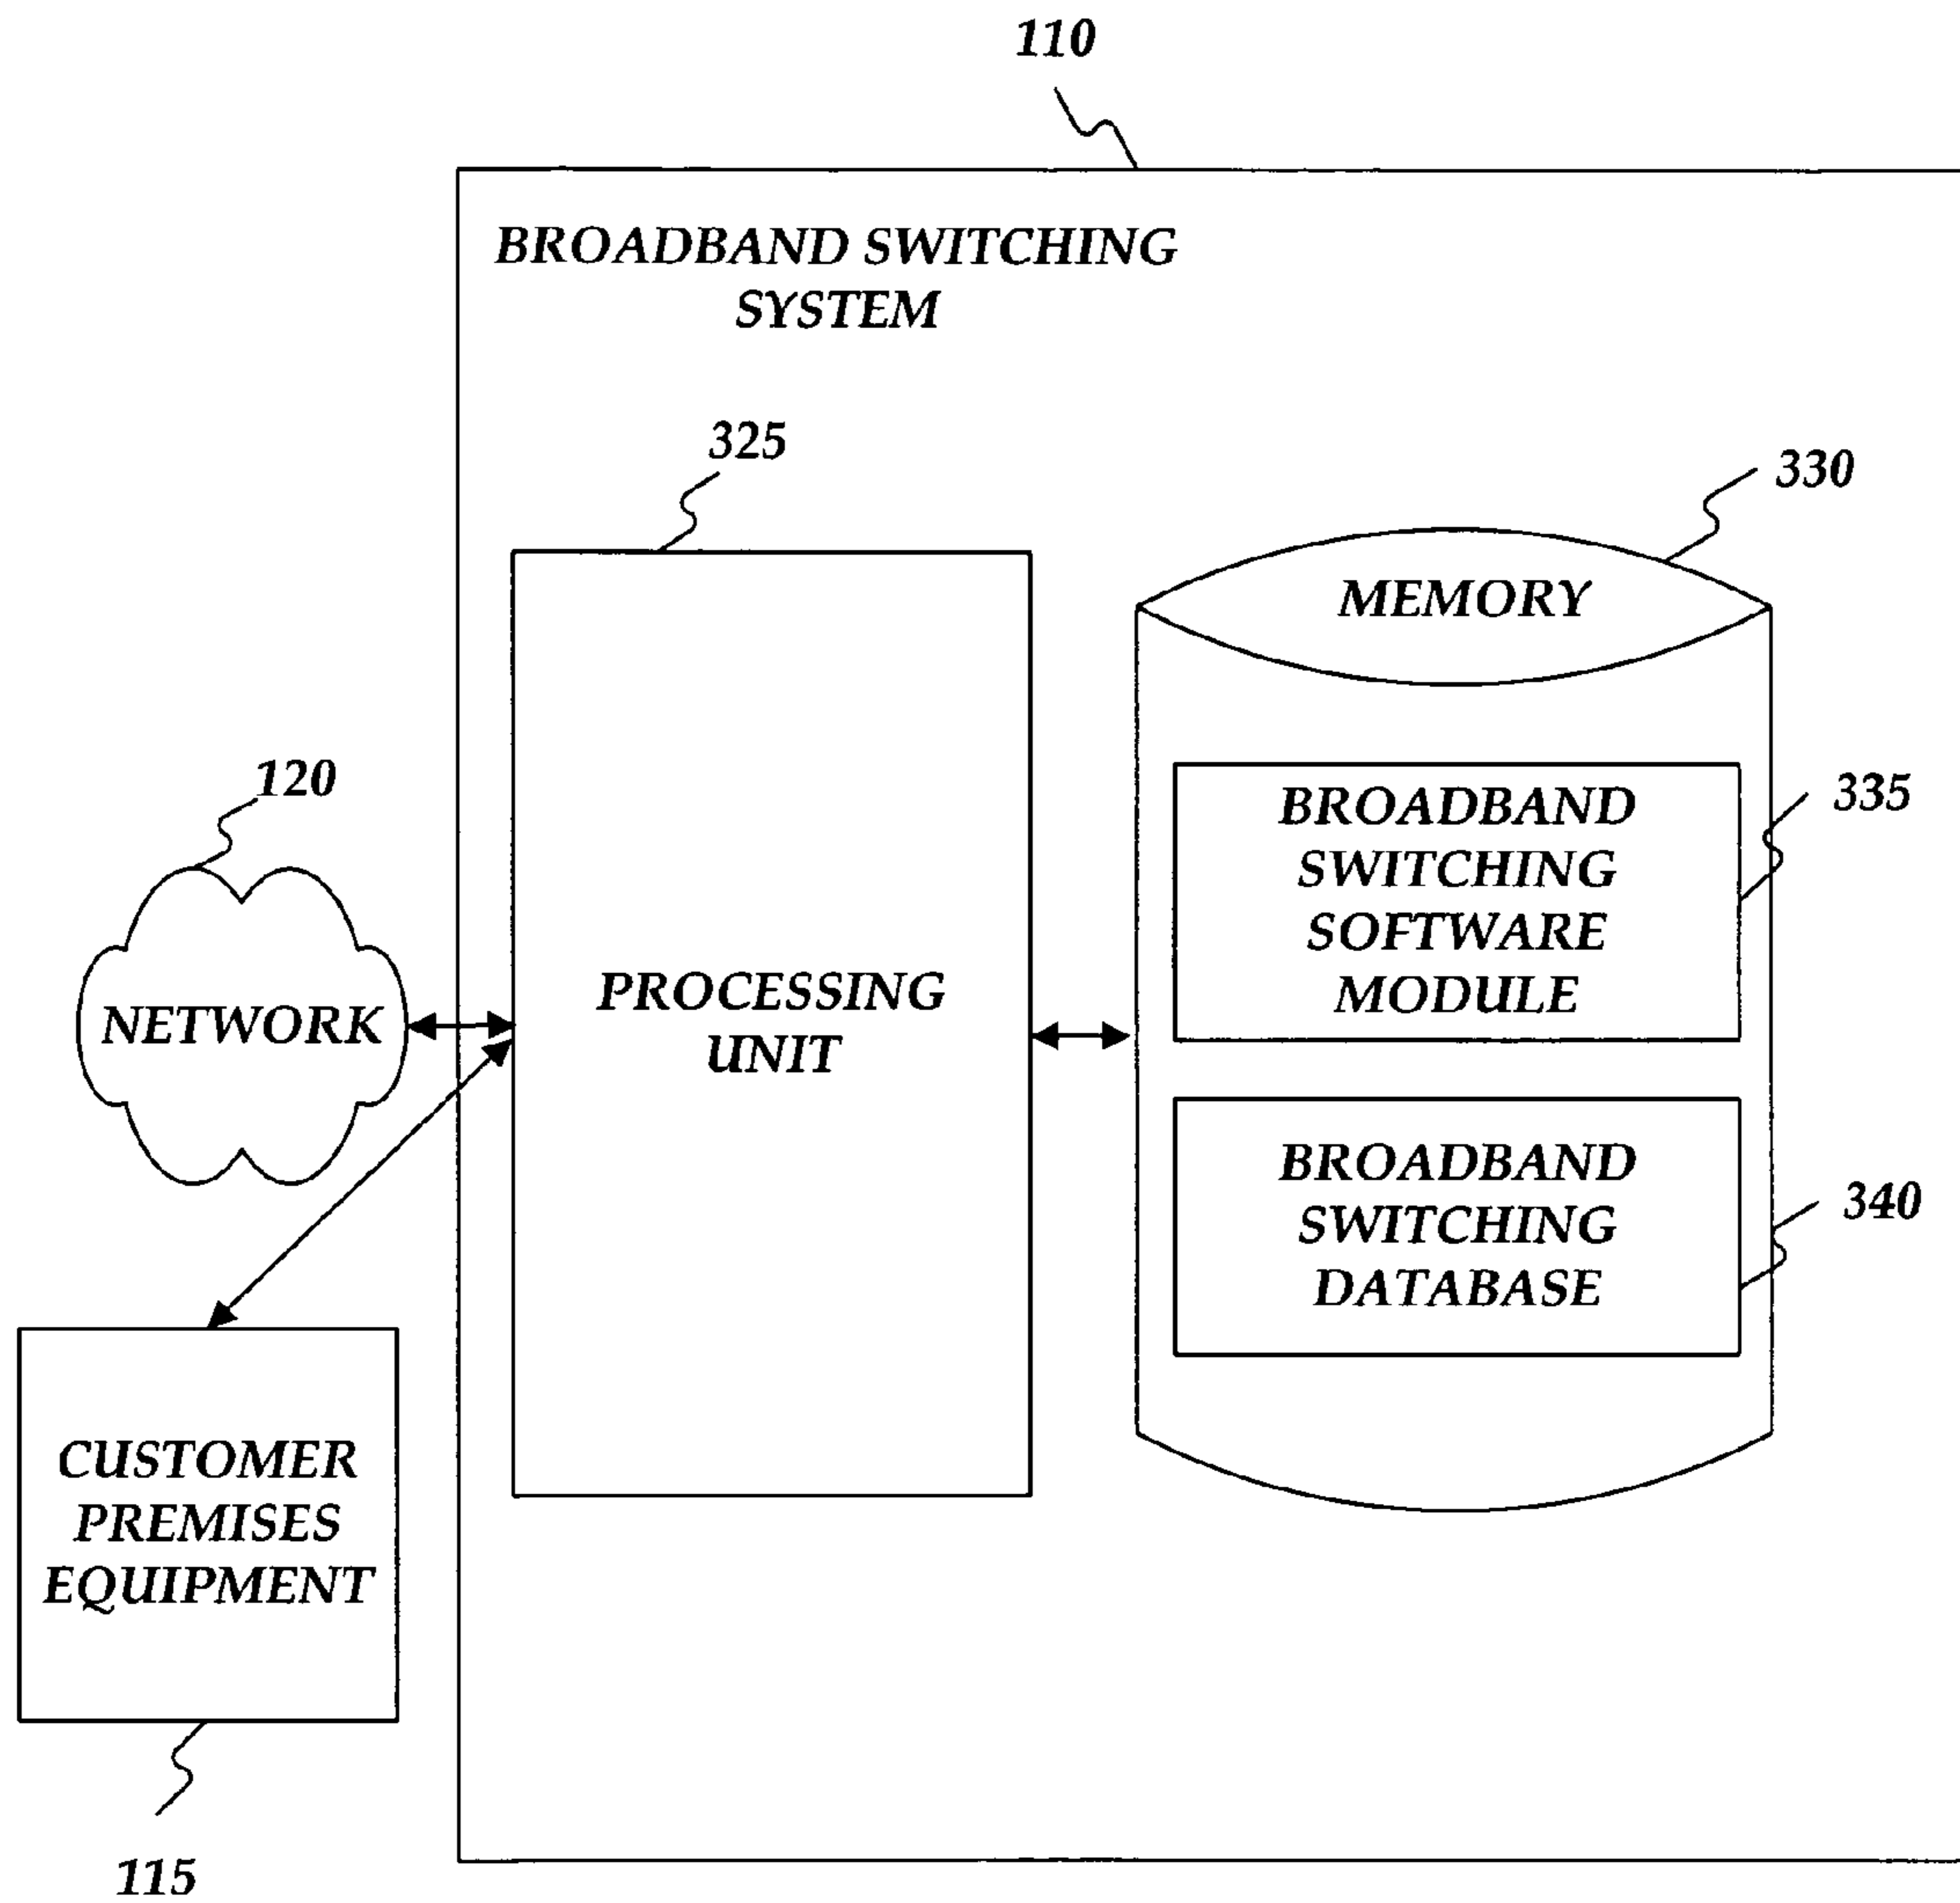 110
BROADBAND SWITCHING
SYSTEM
325
330
MEMORY
120
335
BROADBAND
SWITCHING
SOFTWARE
MODULE
NETWORK
PROCESSING
UNIT
340
BROADBAND
SWITCHING
DATABASE
CUSTOMER
PREMISES
EQUIPMENT
115